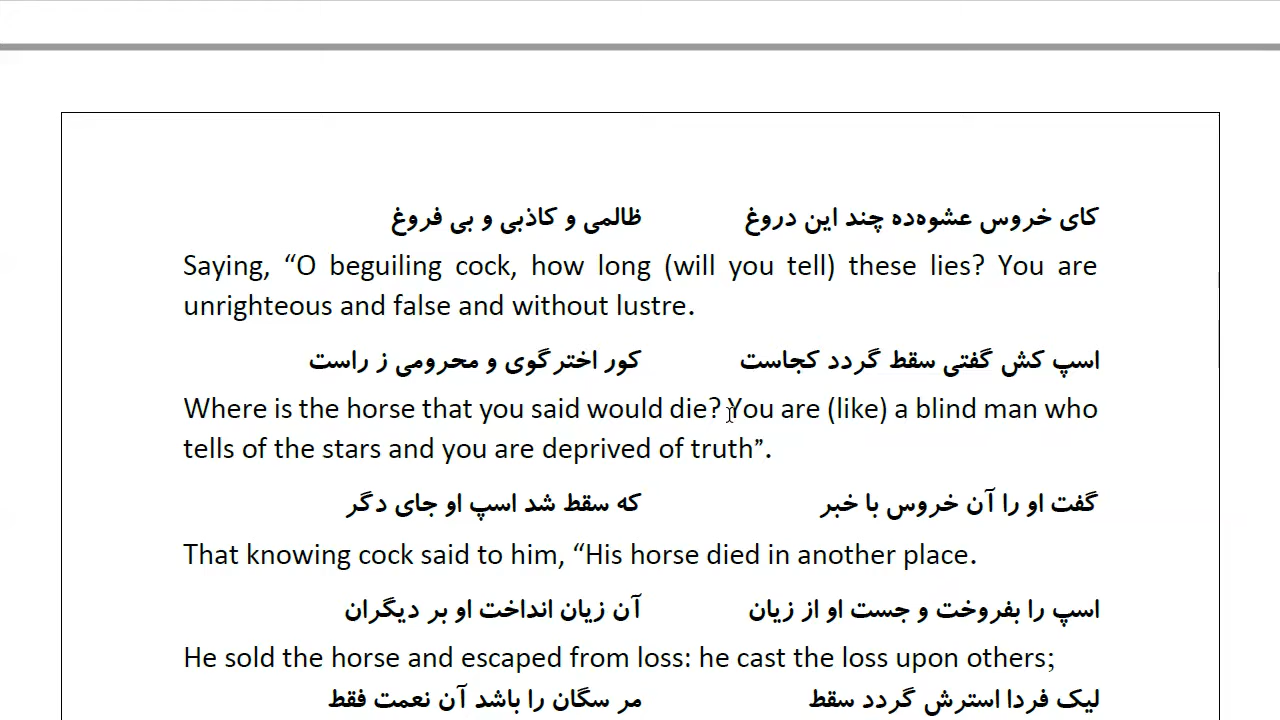 کای خروس عشوه‌ده چند این دروغ ظالمی و کاذبی و بی فروغ
Saying, “O beguiling cock, how long (will you tell) these lies? You are
unrighteous and false and without lustre.
اسپ کش گفتی سقط گردد کجاست کور اخترگوی و محرومی ز راست
Where is the horse that you said would die? You are (like) a blind man who
tells of the stars and you are deprived of truth”.
گفت او را آن خروس با خبر که سقط شد اسپ او جای دگر
That knowing cock said to him, “His horse died in another place.
اسپ را بفروخت و جست او از زیان آن زیان انداخت او بر دیگران
He sold the horse and escaped from loss: he cast the loss upon others;
لیک فردا استرش گردد سقط مر سگان را باشد آن نعمت فقط